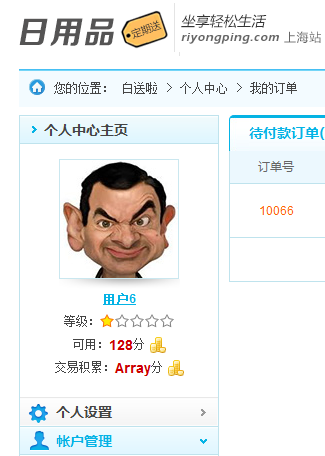 日用品 定期送 坐享轻松生活
riyongping.com 上海站
您的位置： 白送啦 > 个人中心 > 我的订单
个人中心主页
待付款订单(
订单号
10066
用户6
等级：
可用：128分
交易积累：Array分
个人设置
帐户管理